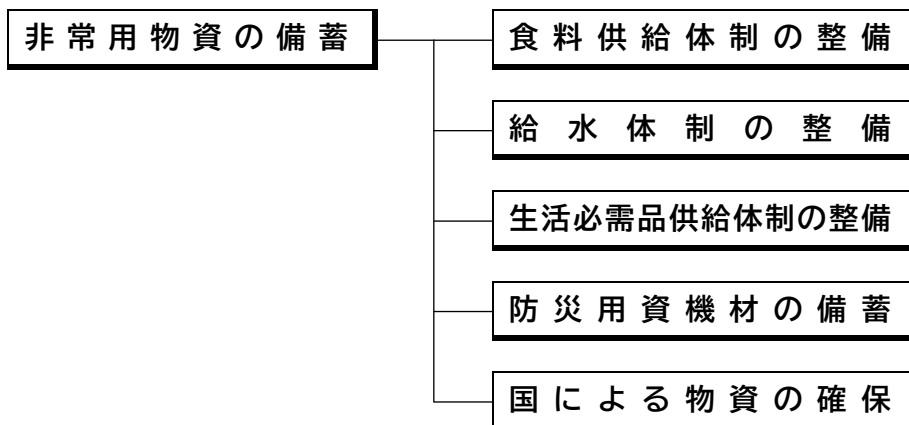 非常用物資の備蓄
食料供給体制の整備
給水体制の整備
生活必需品供給体制の整備
防災用資機材の備蓄
国による物資の確保